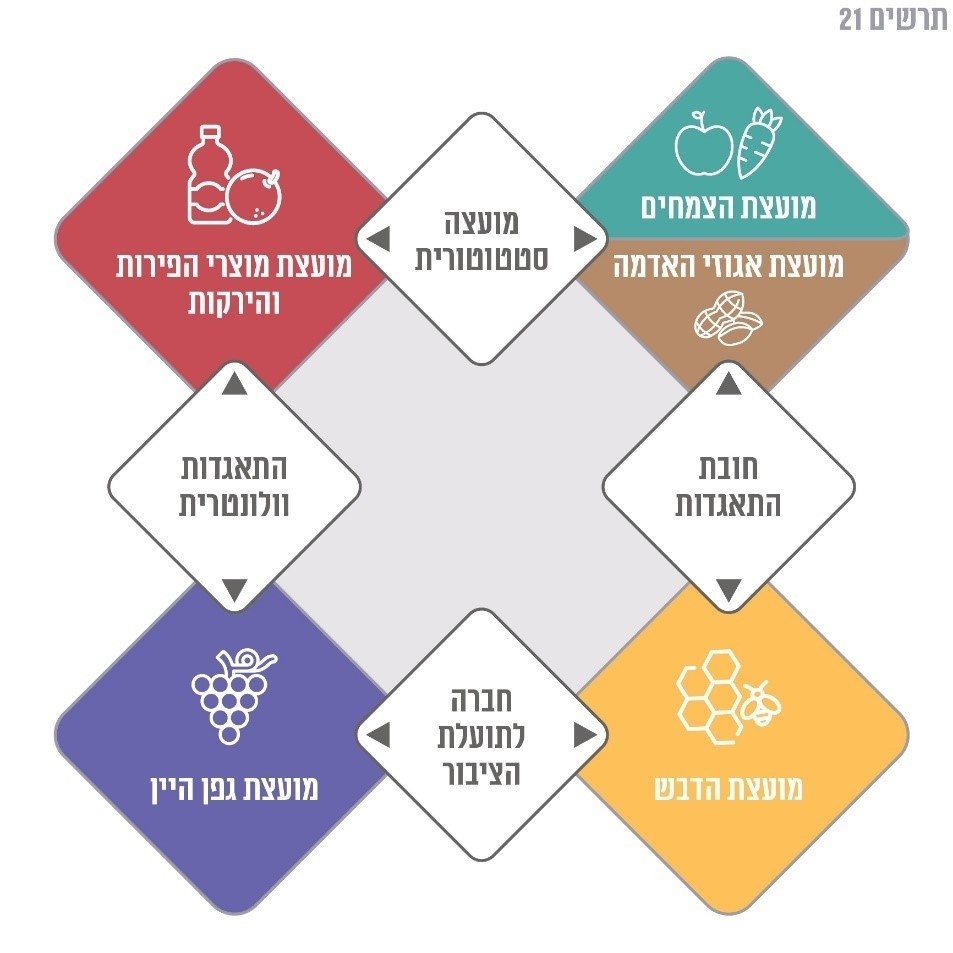 תרשים 21
מועצת הצמחים
מועצת אגוזי האדמה
מועצה
סטטוטורית
מועצת מוצרי הפירות
והירקות
חובת
התאגדות
התאגדות
וולונטרית
מועצת הדבש
חברה
לתועלת
הציבור
מועצת גפן היין